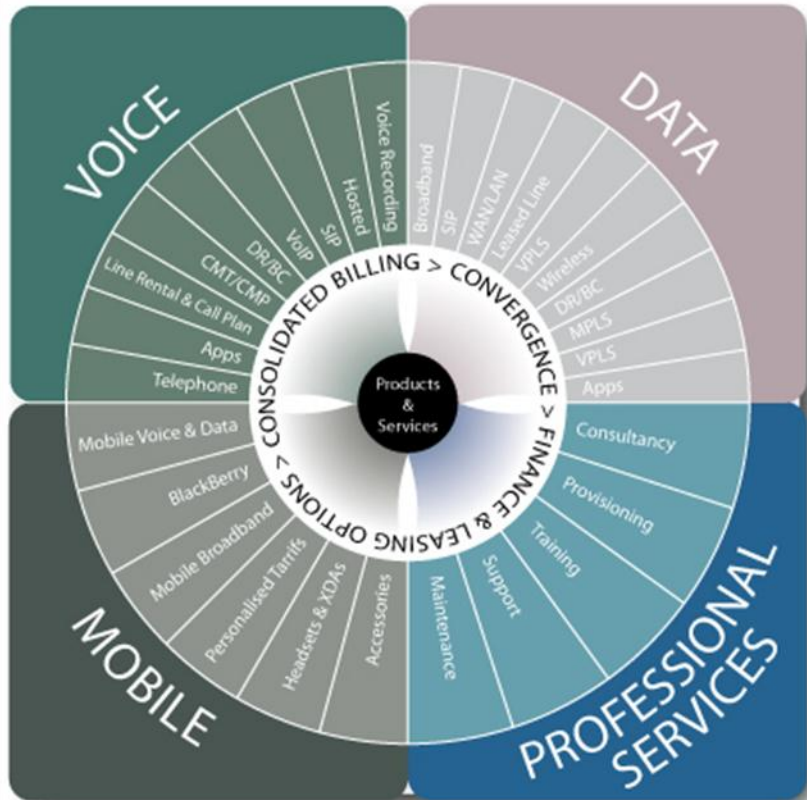 VOICE
Telephone
Apps
Line Rental & Call Plan
CMT/CMP
DR/BC
VoIP
SIP
Hosted
Voice Recording
DATA
Broadband
SIP
WAN/LAN
Leased Line
VPLS
Wireless
DR/BC
MPLS
VPLS
Apps
PROFESSIONAL
SERVICES
Consultancy
Provisioning
Training
Support
Maintenance
MOBILE
Mobile Voice & Data
BlackBerry
Mobile Broadband
Personalised Tarrifs
Headsets & XDAs
Accessories
CONSOLIDATED BILLING > CONVERGENCE > FINANCE & LEASING OPTIONS >
Products
&
Services